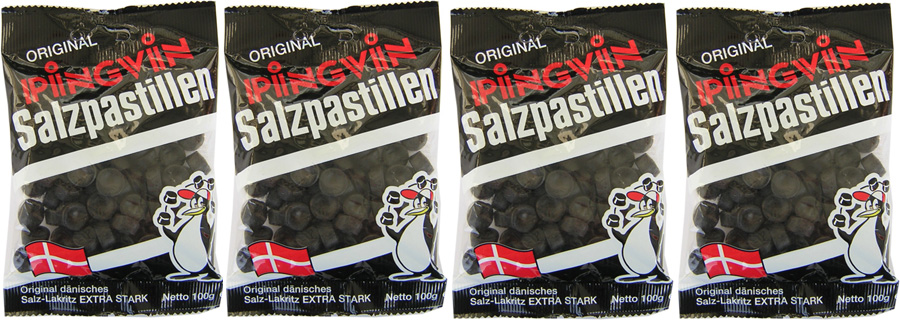 ORIGINAL
PiNGViN
Salzpastillen
Original dänisches
Salz-Lakritz EXTRA STARK Netto 100g
ORIGINAL
PiNGViN
Salzpastillen
Original dänisches
Salz-Lakritz EXTRA STARK Netto 100g
ORIGINAL
PiNGViN
Salzpastillen
Original dänisches
Salz-Lakritz EXTRA STARK Netto 100g
ORIGINAL
PiNGViN
Salzpastillen
Original dänisches
Salz-Lakritz EXTRA STARK Netto 100g